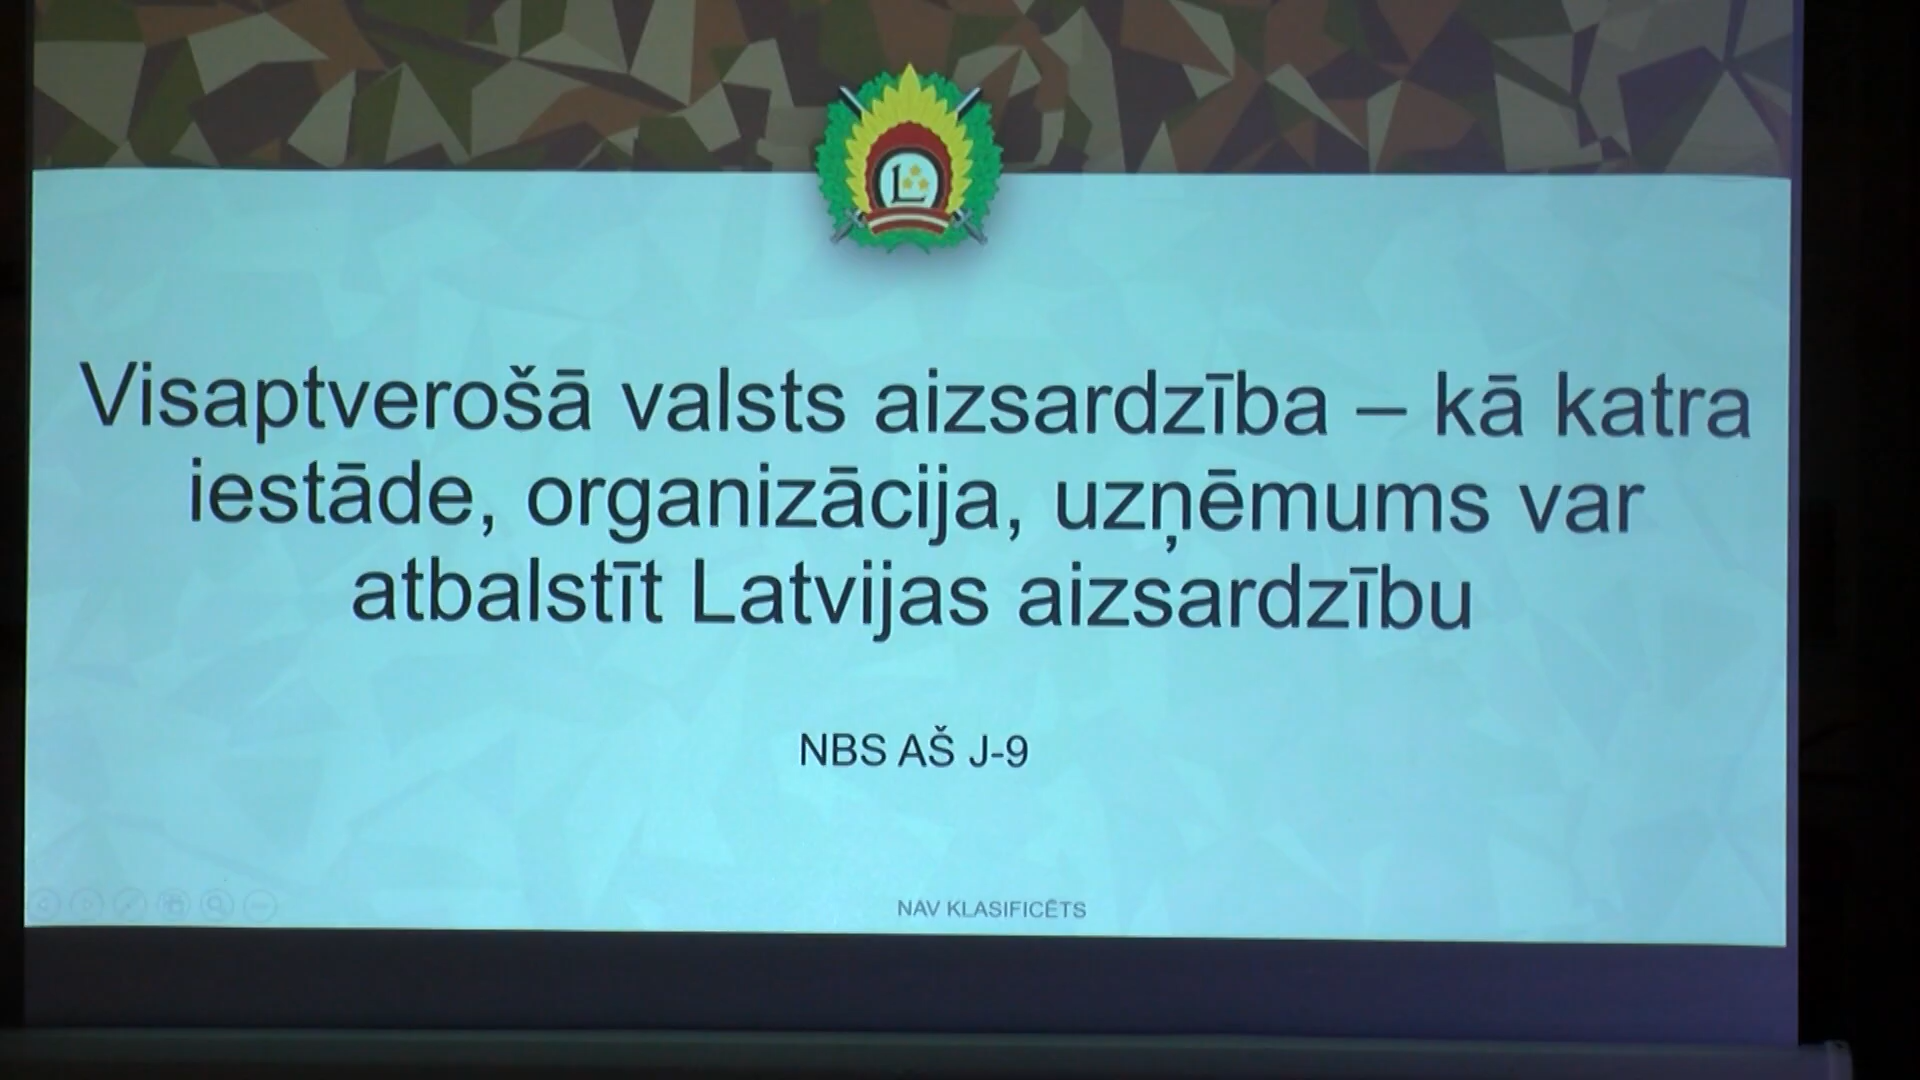 L
Visaptverošā valsts aizsardzība – kā katra
iestāde, organizācija, uzņēmums var
atbalstīt Latvijas aizsardzību
NBS AŠ J-9
NAV KLASIFICĒTS